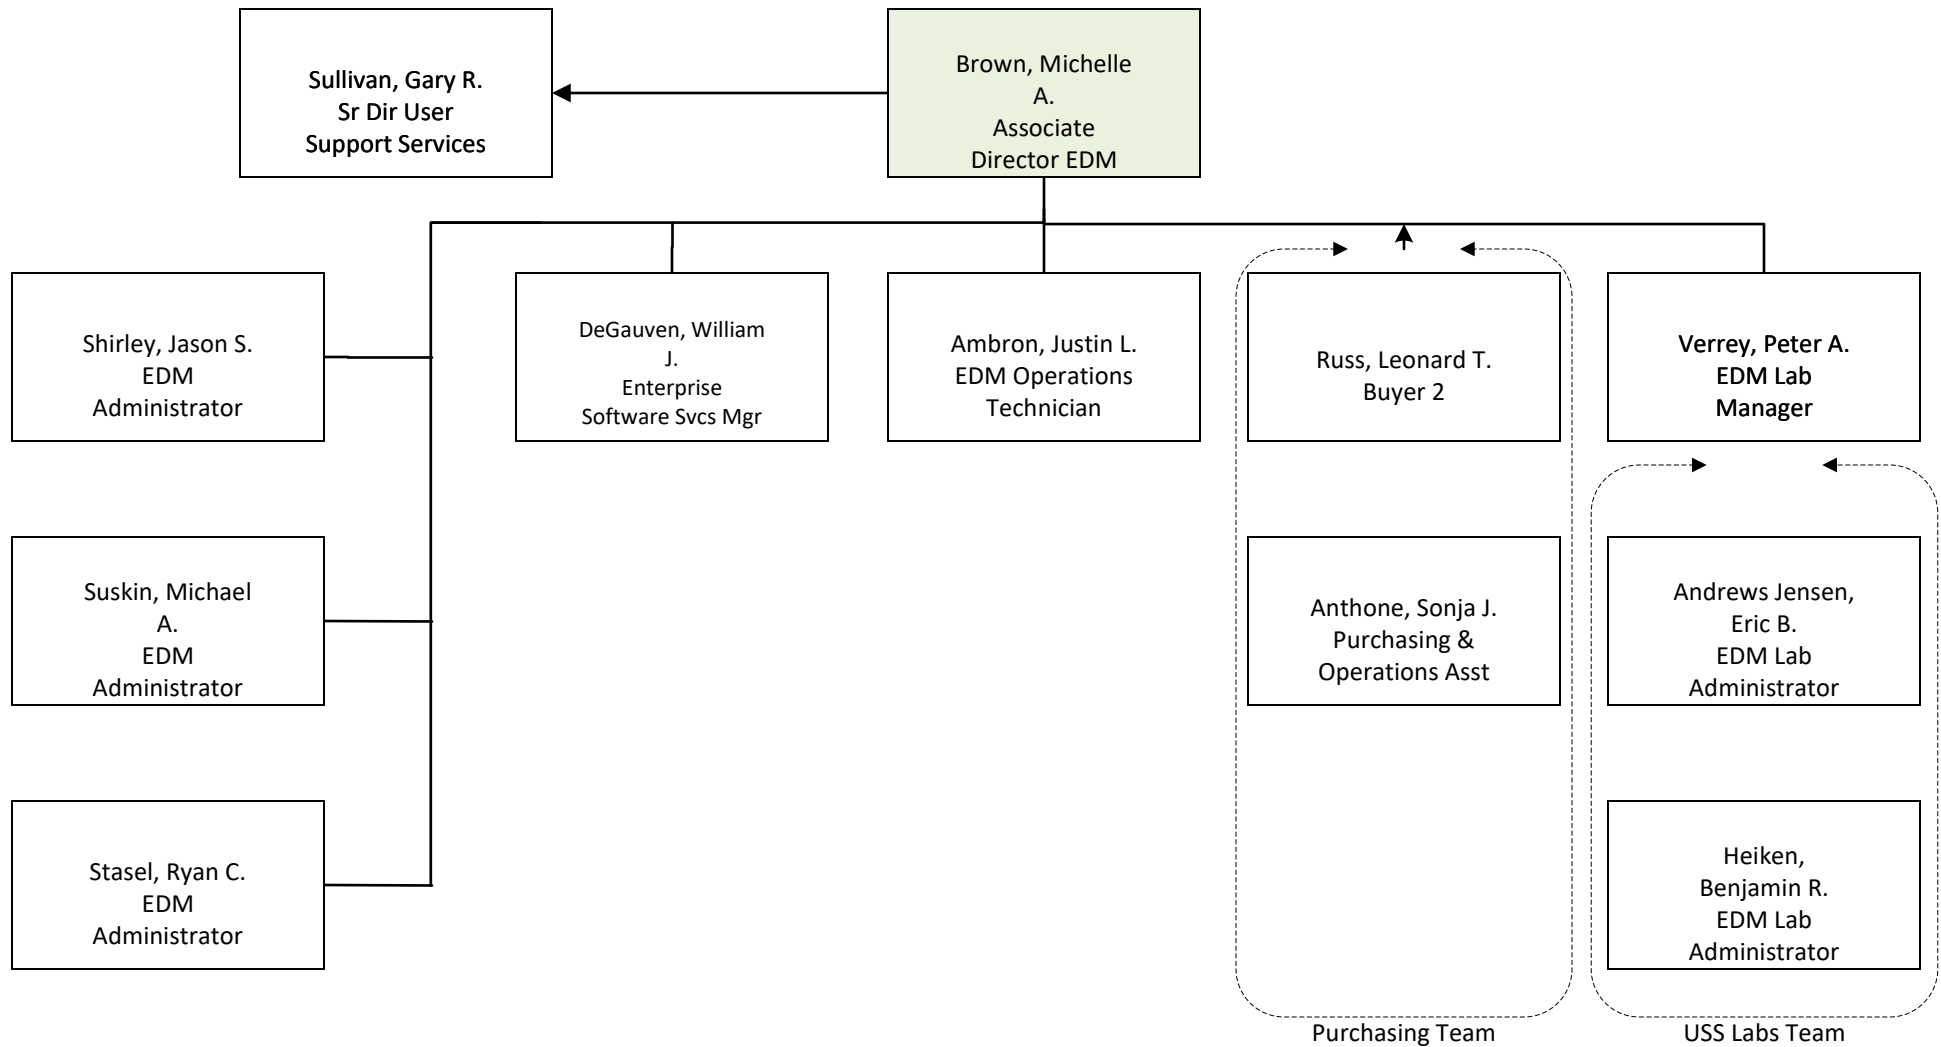 Sullivan, Gary R.
Sr Dir User
Support Services
Brown, Michelle
A.
Associate
Director EDM
Shirley, Jason S.
EDM
Administrator
DeGauven, William
J.
Enterprise
Software Svcs Mgr
Ambron, Justin L.
EDM Operations
Technician
Russ, Leonard T.
Buyer 2
Verrey, Peter A.
EDM Lab
Manager
Suskin, Michael
A.
EDM
Administrator
Anthone, Sonja J.
Purchasing &
Operations Asst
Andrews Jensen,
Eric B.
EDM Lab
Administrator
Stasel, Ryan C.
EDM
Administrator
Heiken,
Benjamin R.
EDM Lab
Administrator
Purchasing Team
USS Labs Team